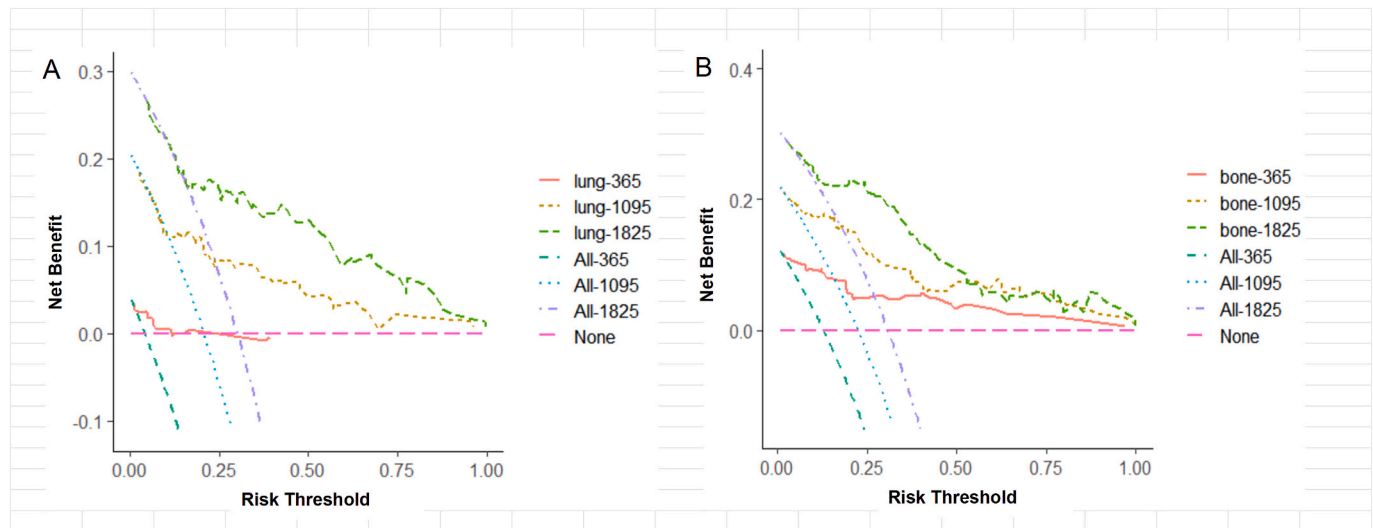 A
0.3
0.2
0.1
0.0
-0.1
Net Benefit
0.00 0.25 0.50 0.75 1.00
Risk Threshold
lung-365
lung-1095
lung-1825
All-365
All-1095
All-1825
None
B
0.4
0.2
0.0
Net Benefit
0.00 0.25 0.50 0.75 1.00
Risk Threshold
bone-365
bone-1095
bone-1825
All-365
All-1095
All-1825
None